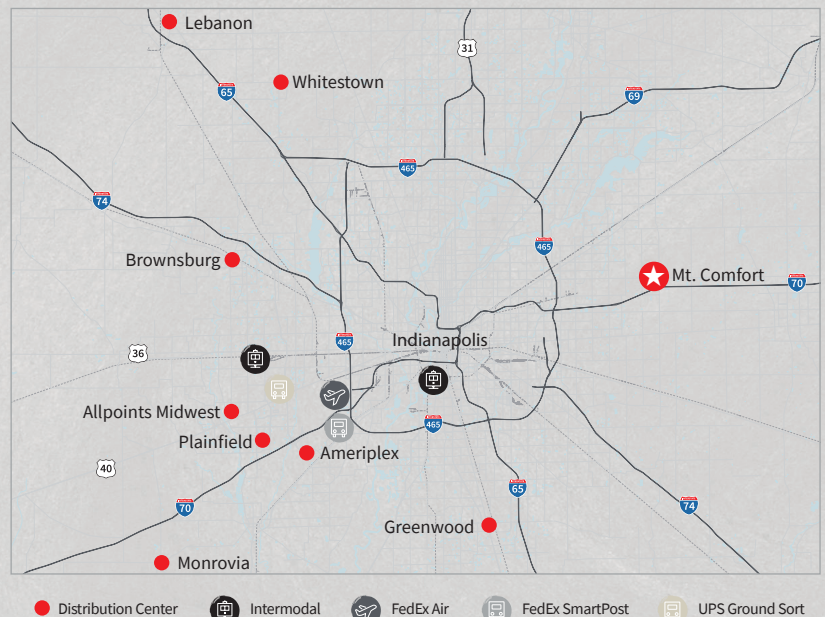 Lebanon
31
Whitestown
65
69
465
74
465
Brownsburg
Mt. Comfort
70
36
465
Indianapolis
Allpoints Midwest
465
Plainfield
Ameriplex
40
65
70
74
Greenwood
Monrovia
Distribution Center
Intermodal
FedEx Air
FedEx SmartPost
UPS Ground Sort